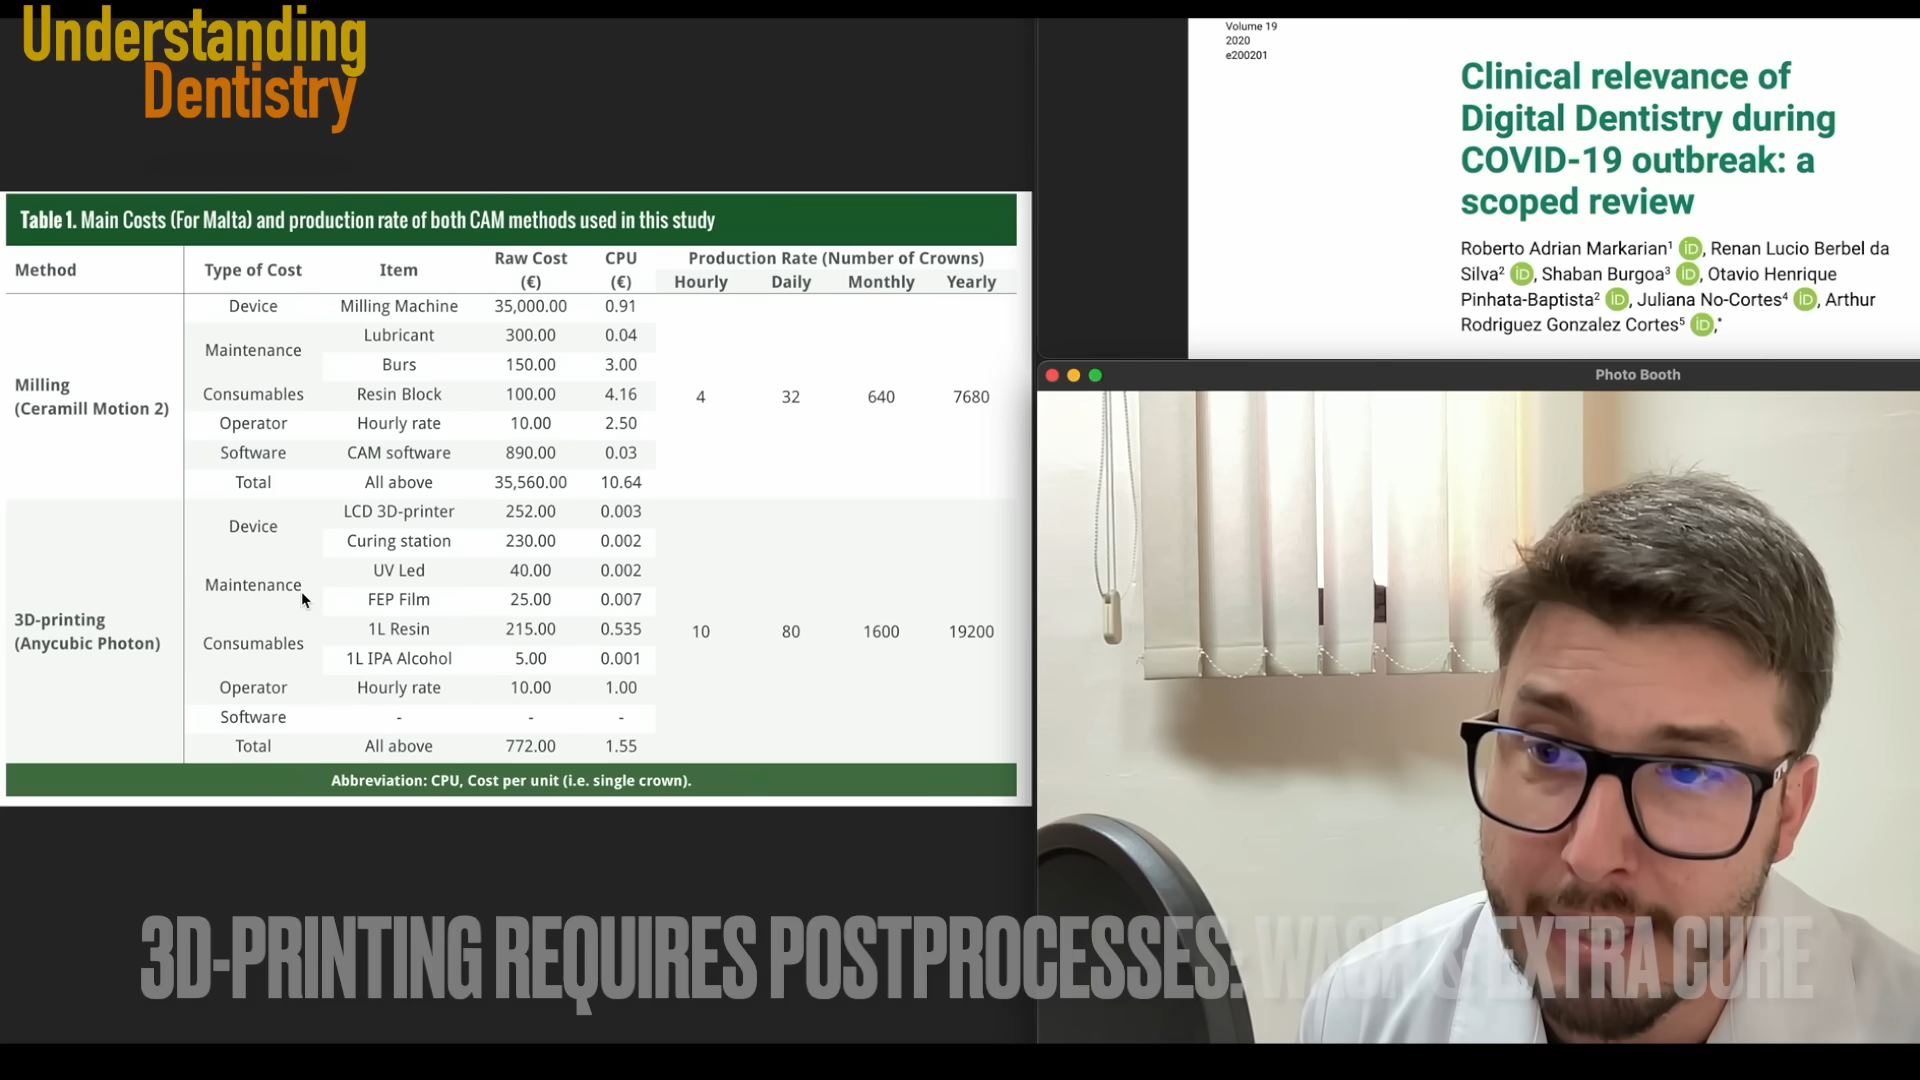 Understanding
Dentistry
Volume 19
2020
e200201
Clinical relevance of
Digital Dentistry during
COVID-19 outbreak: a
scoped review
Roberto Adrian Markarian¹ iD, Renan Lucio Berbel da
Silva² iD, Shaban Burgoa³ iD, Otavio Henrique
Pinhata-Baptista² iD, Juliana No-Cortes⁴ iD, Arthur
Rodriguez Gonzalez Cortes⁵ iD,*
Table 1. Main Costs (For Malta) and production rate of both CAM methods used in this study
Method Type of Cost Item Raw Cost (€) CPU (€) Production Rate (Number of Crowns)
Hourly Daily Monthly Yearly
Milling (Ceramill Motion 2)
Device Milling Machine 35,000.00 0.91
Maintenance Lubricant 300.00 0.04
Burs 150.00 3.00
Consumables Resin Block 100.00 4.16
4 32 640 7680
Operator Hourly rate 10.00 2.50
Software CAM software 890.00 0.03
Total All above 35,560.00 10.64
3D-printing (Anycubic Photon)
Device LCD 3D-printer 252.00 0.003
Curing station 230.00 0.002
Maintenance UV Led 40.00 0.002
FEP Film 25.00 0.007
Consumables 1L Resin 215.00 0.535
10 80 1600 19200
1L IPA Alcohol 5.00 0.001
Operator Hourly rate 10.00 1.00
Software - - -
Total All above 772.00 1.55
Abbreviation: CPU, Cost per unit (i.e. single crown).
Photo Booth
3D-PRINTING REQUIRES POSTPROCESSES: WASH & EXTRA CURE